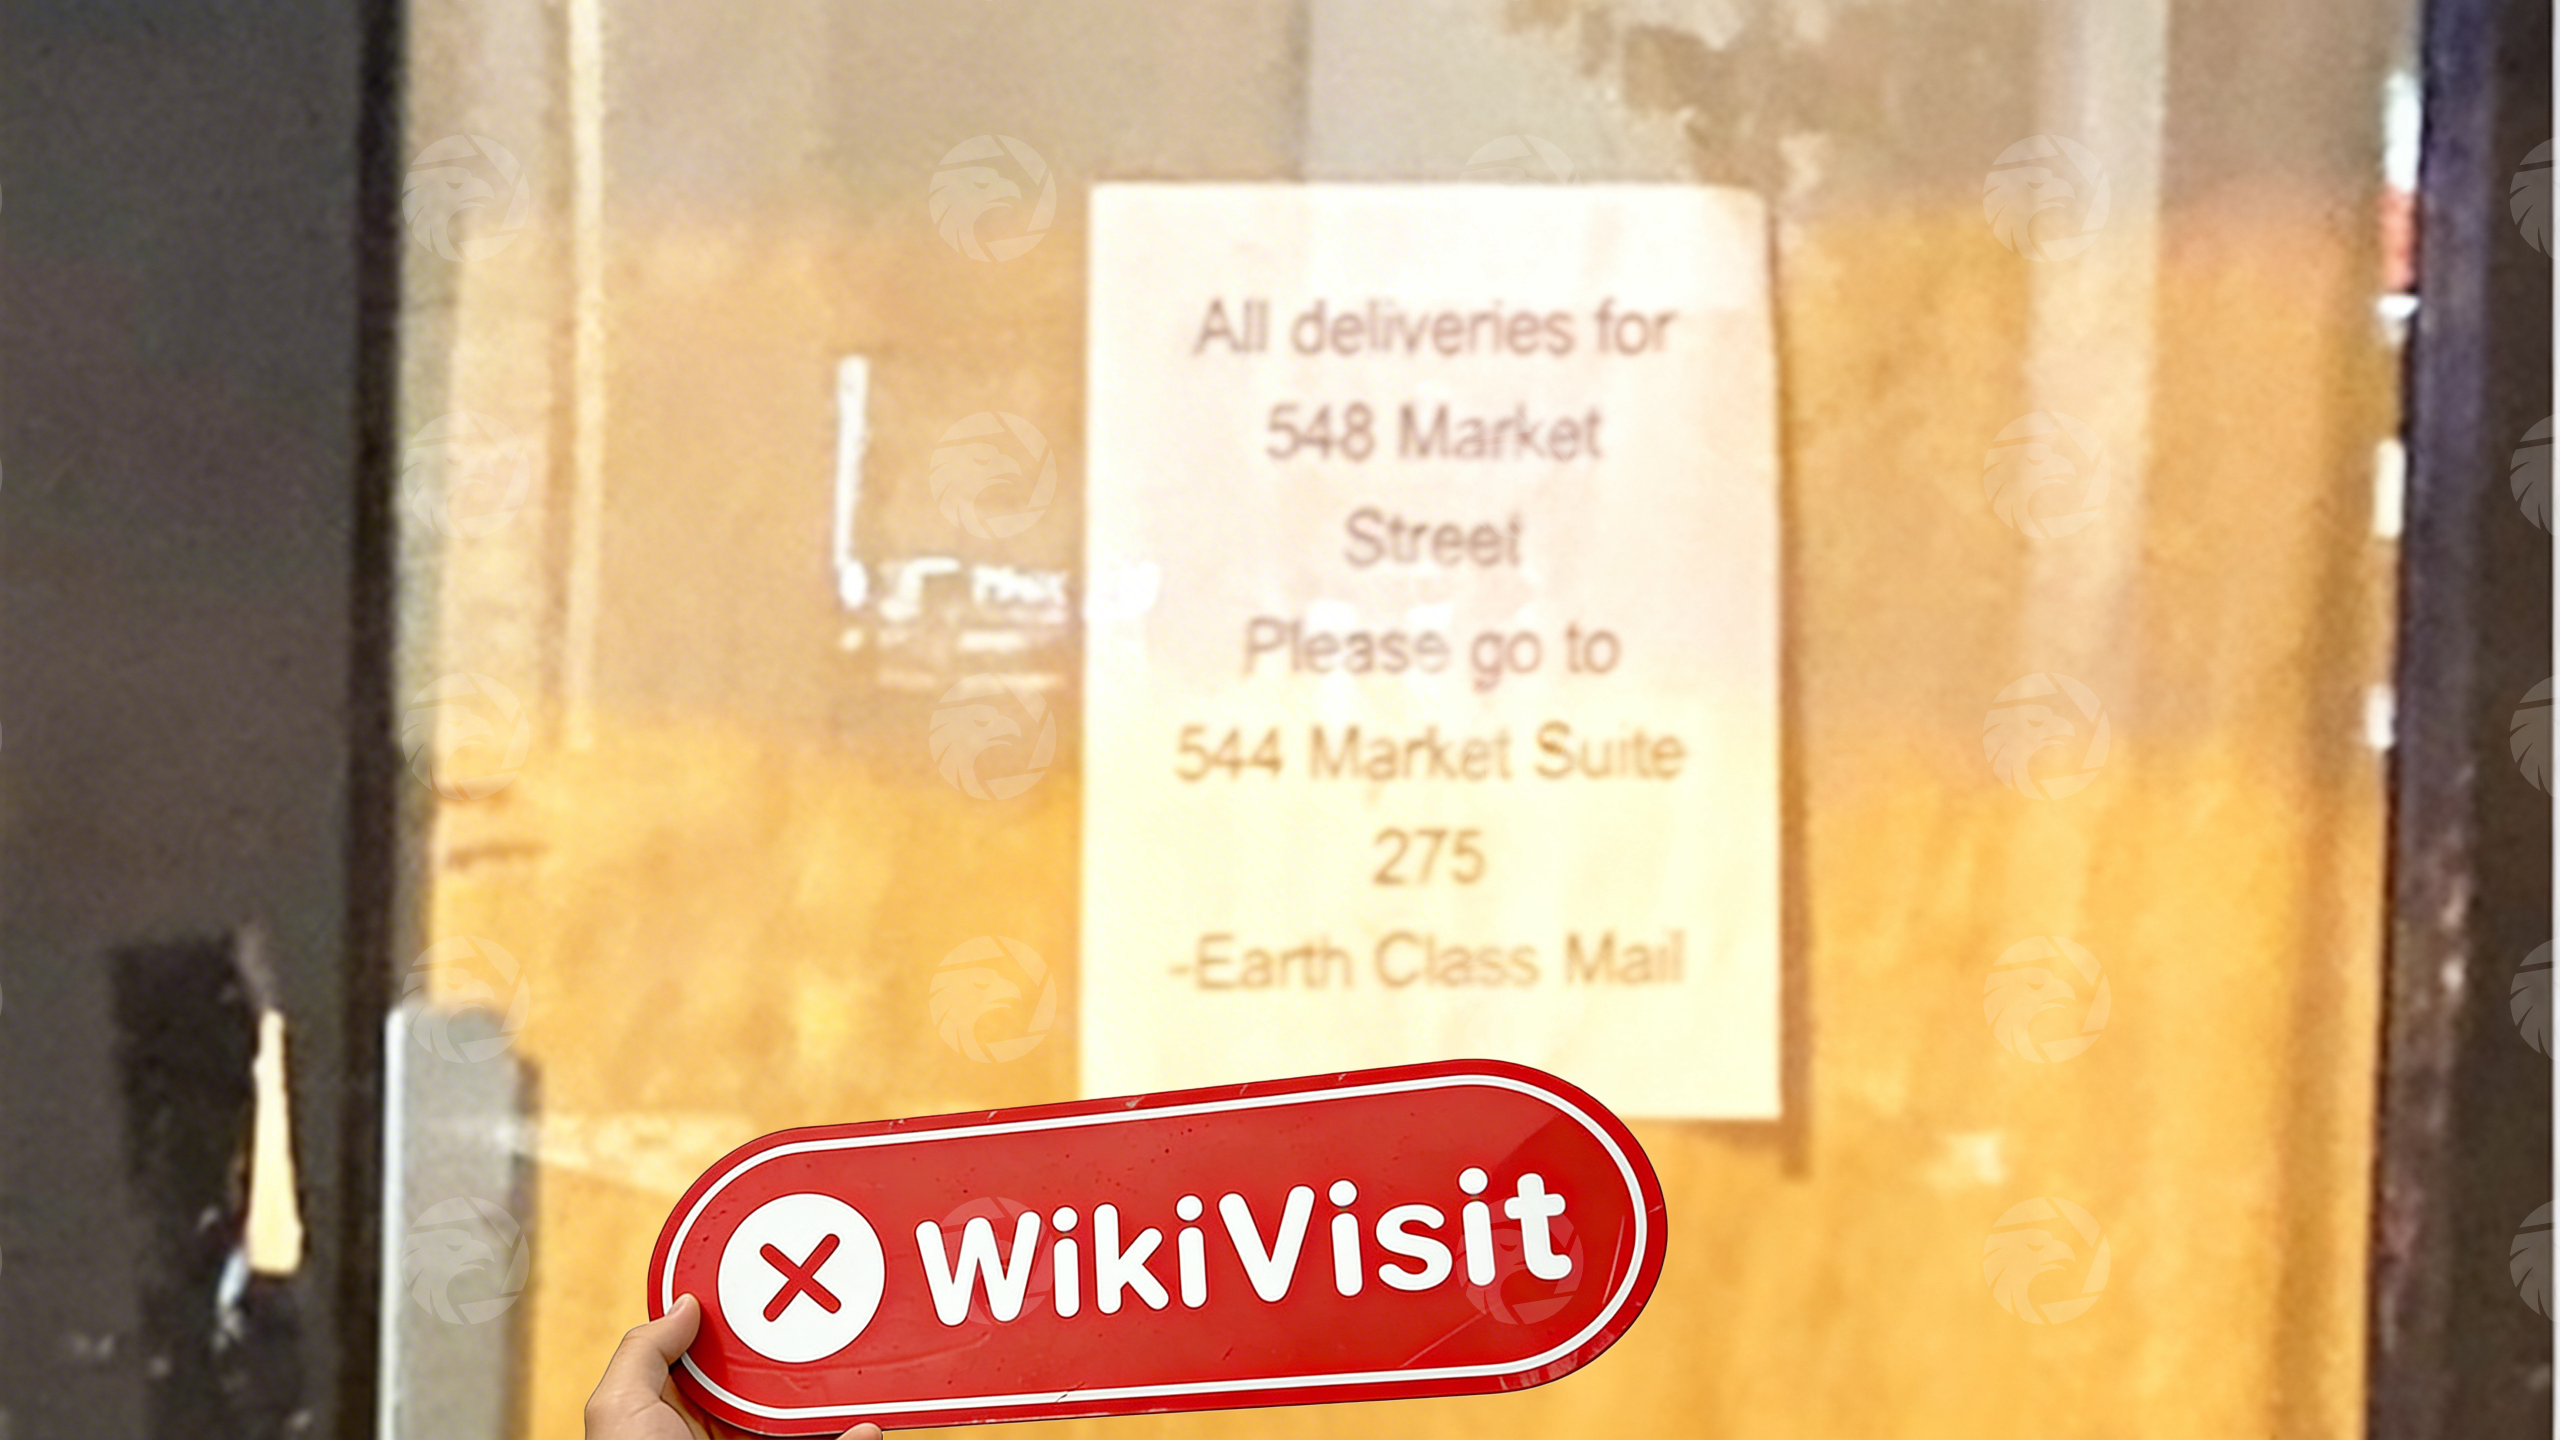 All deliveries for
548 Market
Street
Please go to
544 Market Suite
275
-Earth Class Mail
WikiVisit